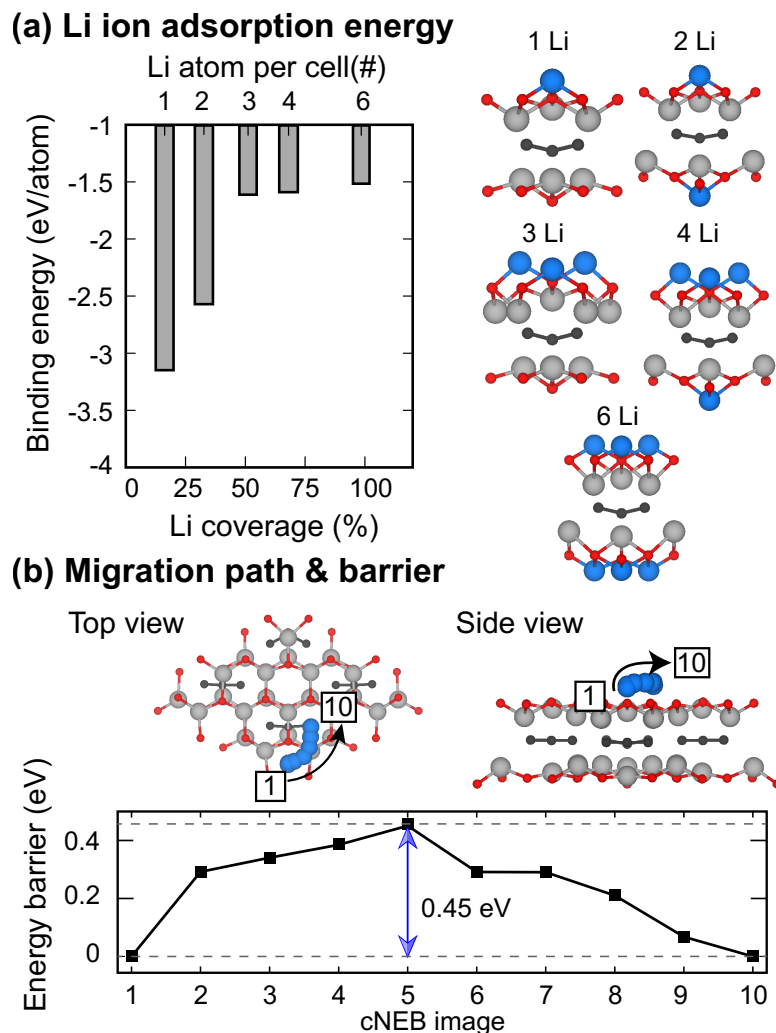 (a) Li ion adsorption energy
Li atom per cell(#)
1 2 3 4 6
-1
-1.5
-2
-2.5
-3
-3.5
-4
Binding energy (eV/atom)
0 25 50 75 100
Li coverage (%)
1 Li 2 Li
3 Li 4 Li
6 Li
(b) Migration path & barrier
Top view
10
1
Side view
10
1
Energy barrier (eV)
0.4
0.2
0
0.45 eV
1 2 3 4 5 6 7 8 9 10
cNEB image